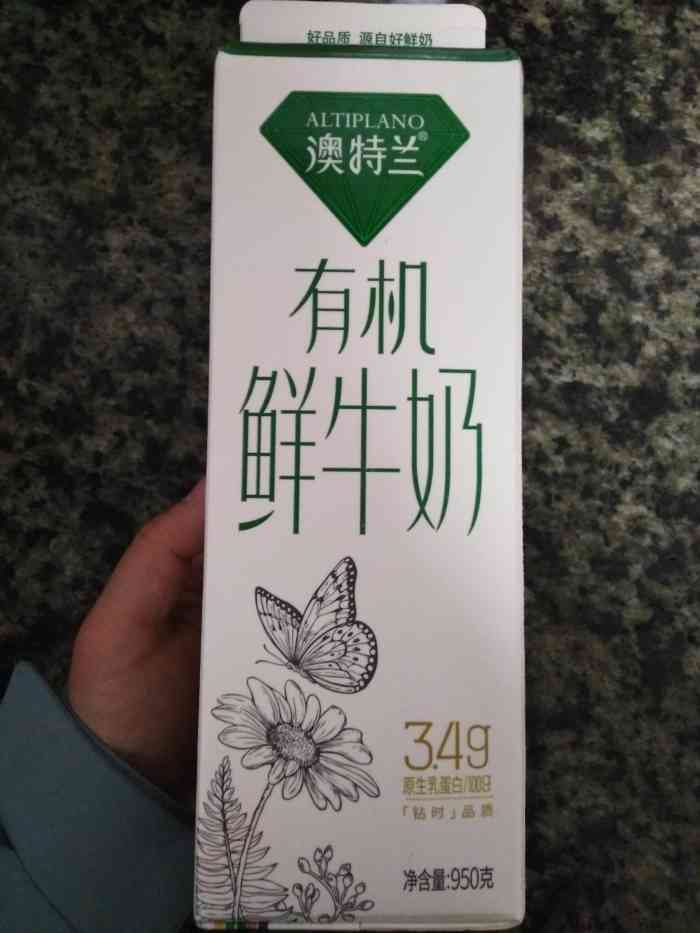 好品质 源自好鲜奶
ALTIPLANO
澳特兰®
有机
鲜牛奶
3.4g
原生乳蛋白/100g
「钻时」品质
净含量:950克